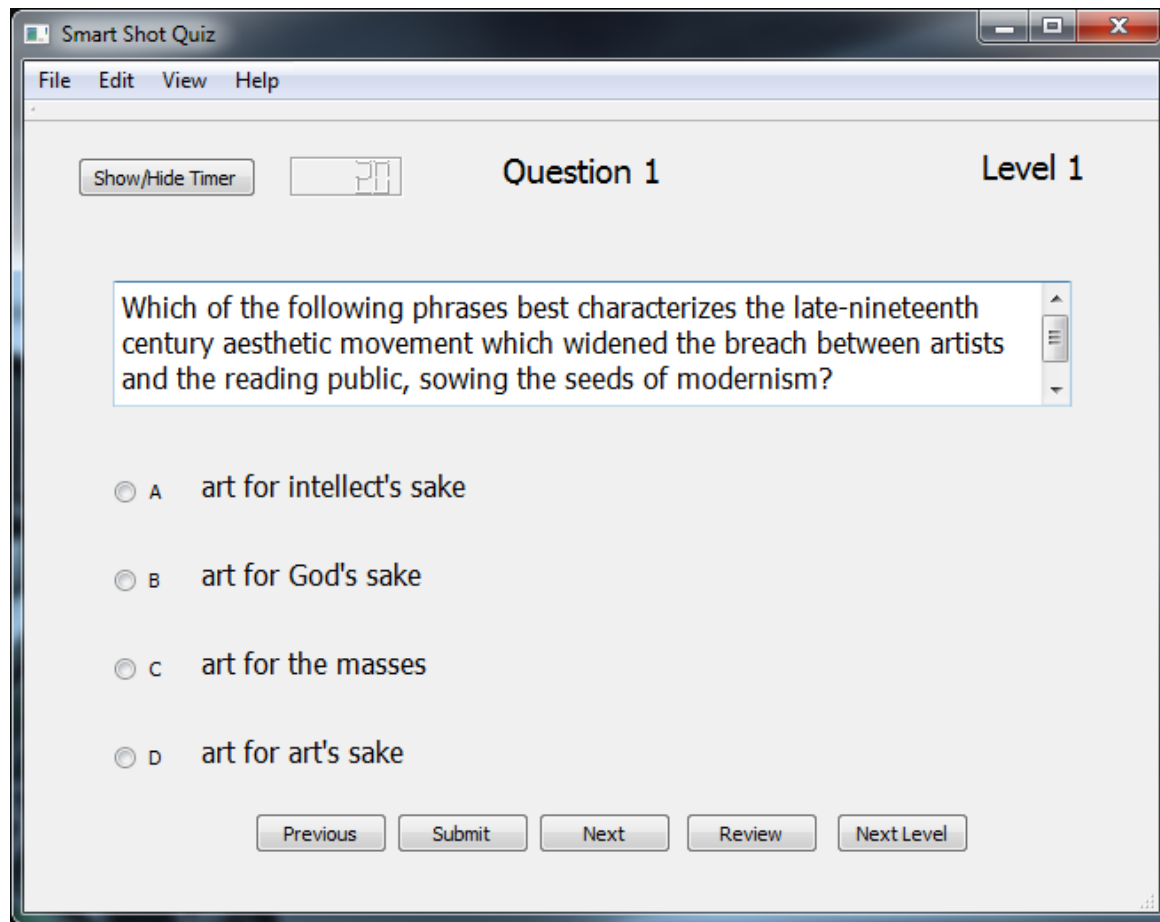 Smart Shot Quiz
File Edit View Help
Show/Hide Timer 20 Question 1 Level 1
Which of the following phrases best characterizes the late-nineteenth
century aesthetic movement which widened the breach between artists
and the reading public, sowing the seeds of modernism?
A art for intellect's sake
B art for God's sake
C art for the masses
D art for art's sake
Previous Submit Next Review Next Level